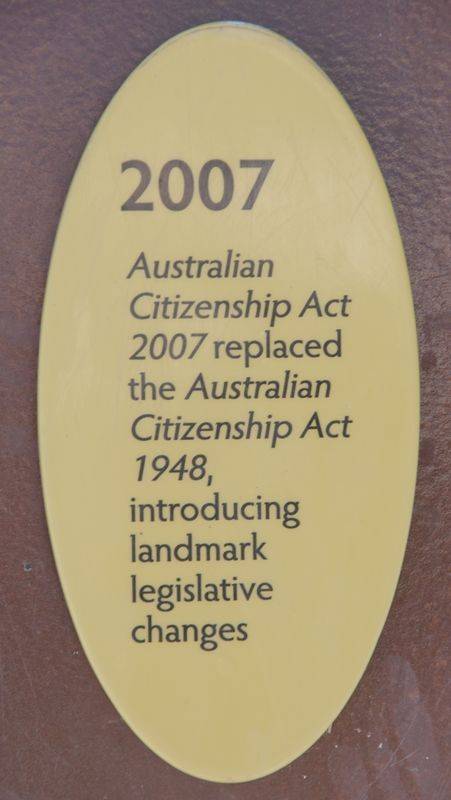 2007
Australian
Citizenship Act
2007 replaced
the Australian
Citizenship Act
1948,
introducing
landmark
legislative
changes